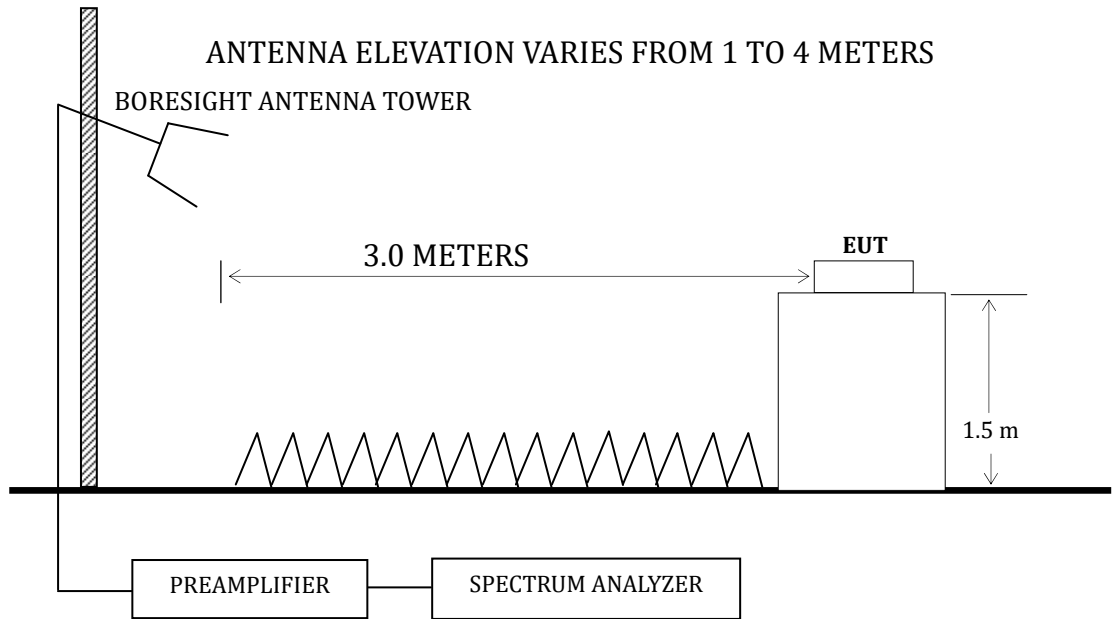 ANTENNA ELEVATION VARIES FROM 1 TO 4 METERS
BORESIGHT ANTENNA TOWER
3.0 METERS
EUT
1.5 m
PREAMPLIFIER
SPECTRUM ANALYZER